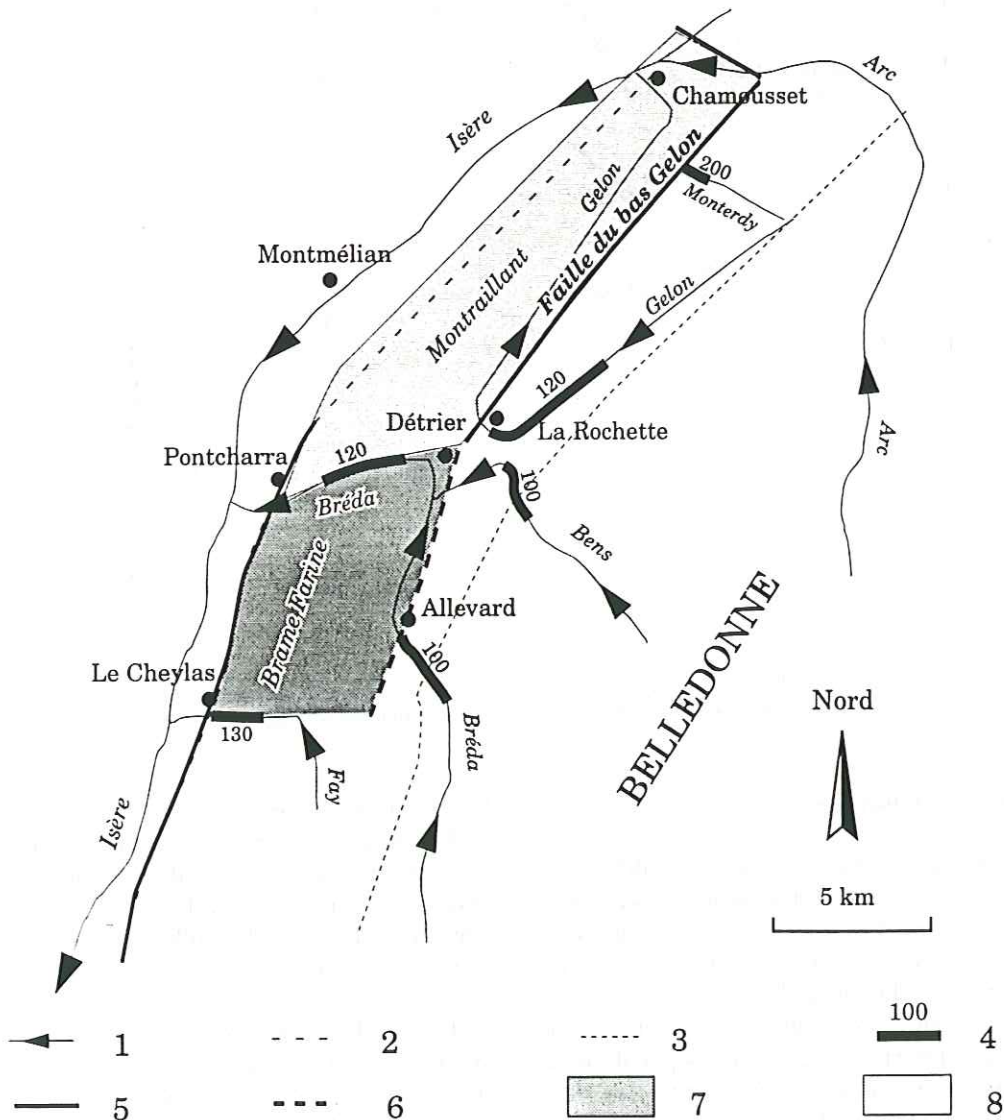 Arc
Chamousset
Isère
Faille du bas Gelon
200
Gelon
Monterdy
Montmélian
Montraillant
Gelon
120
Détrier
La Rochette
Arc
Pontcharra
120
100
Bréda
Bens
Brame Farine
Allevard
BELLEDONNE
Le Cheylas
100
Nord
130
Fay
Bréda
Isère
5 km
1
2
3
100
4
5
6
7
8